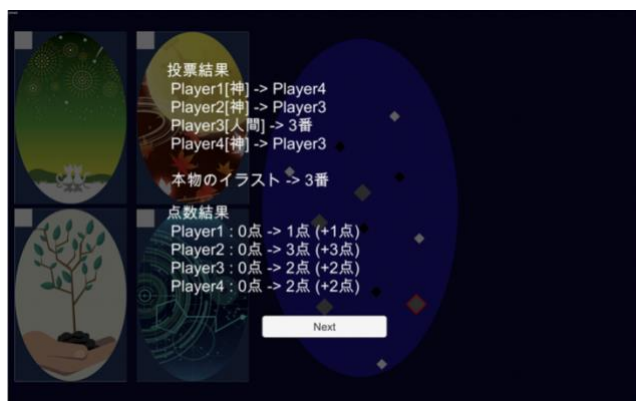 投票結果
Player1[神] -> Player4
Player2[神] -> Player3
Player3[人間] -> 3番
Player4[神] -> Player3
本物のイラスト -> 3番
点数結果
Player1 : 0点 -> 1点 (+1点)
Player2 : 0点 -> 3点 (+3点)
Player3 : 0点 -> 2点 (+2点)
Player4 : 0点 -> 2点 (+2点)
Next